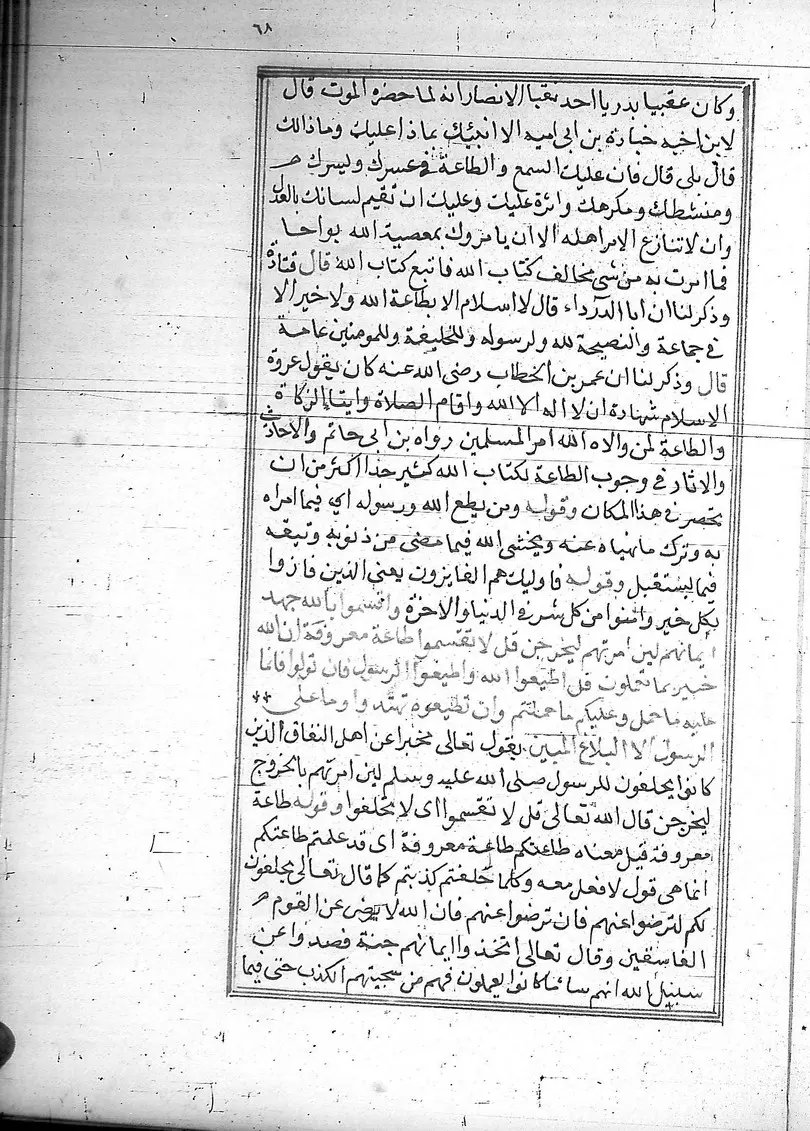 ٦٨
وكان عقبيا بدريا احد نقبا الانصار انه لما حضره الموت قال
لابن اخيه جنادة بن ابى اميه الا انبئك بماذا عليك وماذا لك
قال بلى قال فان عليك السمع والطاعة في عسرك ويسرك
ومنشطك ومكرهك واثرة عليك وعليك ان تقيم لسانك بالعدل
وان لا تنازع الامر اهله الا ان يامروك بمعصية الله بواحا
فما امرت به من شى يخالف كتاب الله فاتبع كتاب الله قال قتادة
وذكر لنا ان ابا الدرداء قال لا اسلام الا بطاعة الله ولا خير الا
في جماعة والنصيحة لله ولرسوله وللخليفة وللمومنين عامة
قال وذكر لنا ان عمر بن الخطاب رضى الله عنه كان يقول عروة
الاسلام شهادة ان لا اله الا الله واقام الصلاة وايتاء الزكاة
والطاعة لمن ولاه الله امر المسلمين رواه بن ابى حاتم والاحاديث
والاثار في وجوب الطاعة لكتاب الله كثير جدا اكثر من ان
تحصر في هذا المكان وقوله ومن يطع الله ورسوله اي فيما امراه
به وترك ما نهياه عنه ويخشى الله فيما مضى من ذنوبه ويتقه
فيما يستقبل وقوله فاوليك هم الفايزون يعني الذين فازوا
بكل خير وامنوا من كل شر في الدنيا والاخرة واقسموا بالله جهد
ايمانهم لين امرتهم ليخرجن قل لا تقسموا طاعة معروفة ان الله
خبير بما تعملون قل اطيعوا الله واطيعوا الرسول فان تولوا فانما
عليه ما حمل وعليكم ما حملتم وان تطيعوه تهتدوا وما على
الرسول الا البلاغ المبين يقول تعالى مخبرا عن اهل النفاق الذين
كانوا يحلفون للرسول صلى الله عليه وسلم لين امرتهم بالخروج
ليخرجن قال الله تعالى قل لا تقسموا اى لا تحلفوا وقوله طاعة
معروفة قيل معناه طاعتكم طاعة معروفة اى قد علمتم طاعتكم
انما هى قول لا فعل معه وكلما حلفتم كذبتم كما قال تعالى يحلفون
لكم لترضوا عنهم فان ترضوا عنهم فان الله لا يرضى عن القوم
الفاسقين وقال تعالى اتخذوا ايمانهم جنة فصدوا عن
سبيل الله انهم سا ما كانوا يعملون فهم من سجيتهم الكذب حتى فيما